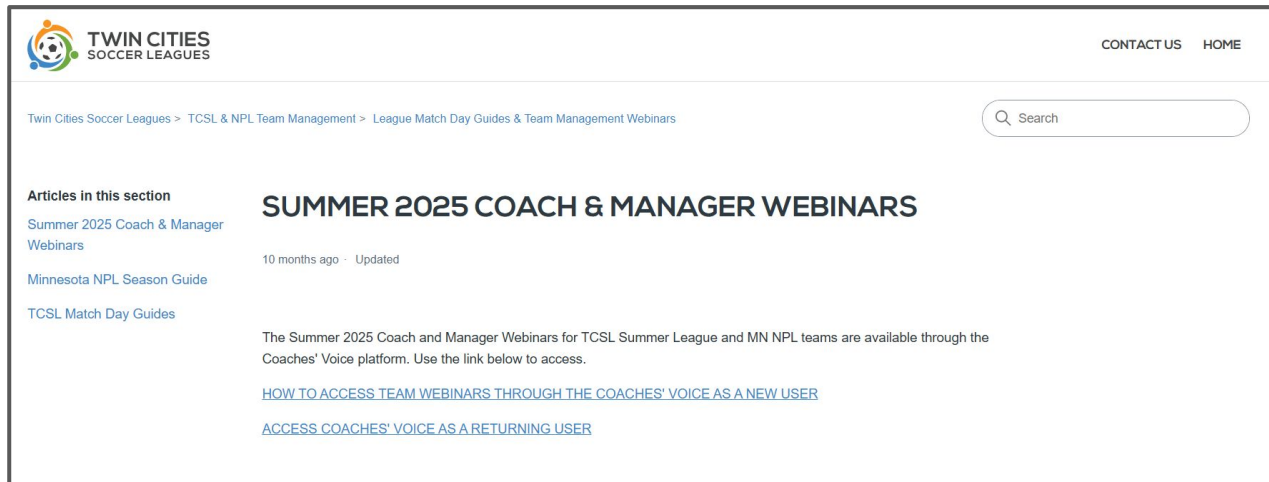 TWIN CITIES
SOCCER LEAGUES
CONTACT US HOME
Twin Cities Soccer Leagues > TCSL & NPL Team Management > League Match Day Guides & Team Management Webinars
Search
Articles in this section
Summer 2025 Coach & Manager
Webinars
Minnesota NPL Season Guide
TCSL Match Day Guides
SUMMER 2025 COACH & MANAGER WEBINARS
10 months ago · Updated
The Summer 2025 Coach and Manager Webinars for TCSL Summer League and MN NPL teams are available through the
Coaches' Voice platform. Use the link below to access.
HOW TO ACCESS TEAM WEBINARS THROUGH THE COACHES' VOICE AS A NEW USER
ACCESS COACHES' VOICE AS A RETURNING USER